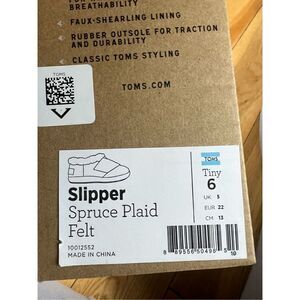 BREATHABILITY
FAUX-SHEARLING LINING
RUBBER OUTSOLE FOR TRACTION
AND DURABILITY
CLASSIC TOMS STYLING
TOMS
TOMS.COM
TOMS
Tiny
6
UK 5
EUR 22
CM 13
Slipper
Spruce Plaid
Felt
10012552
MADE IN CHINA